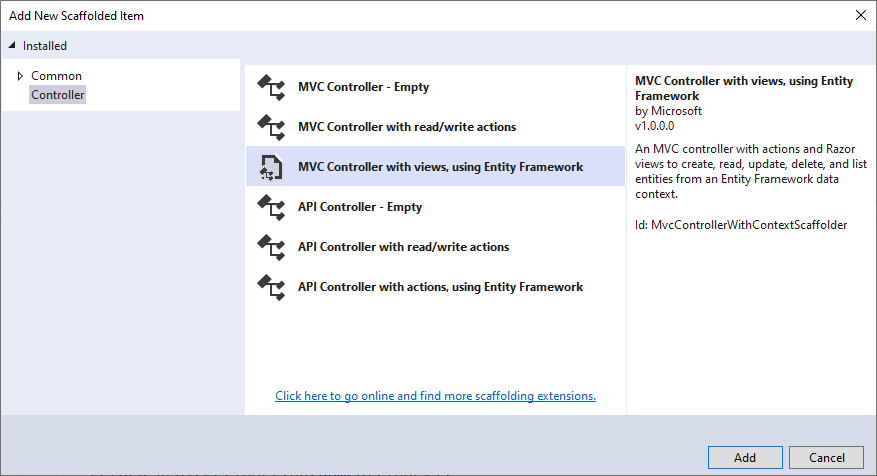 Add New Scaffolded Item
Installed
Common
Controller
MVC Controller - Empty
MVC Controller with read/write actions
MVC Controller with views, using Entity Framework
API Controller - Empty
API Controller with read/write actions
API Controller with actions, using Entity Framework
Click here to go online and find more scaffolding extensions.
MVC Controller with views, using Entity
Framework
by Microsoft
v1.0.0.0
An MVC controller with actions and Razor
views to create, read, update, delete, and list
entities from an Entity Framework data
context.
Id: MvcControllerWithContextScaffolder
Add
Cancel